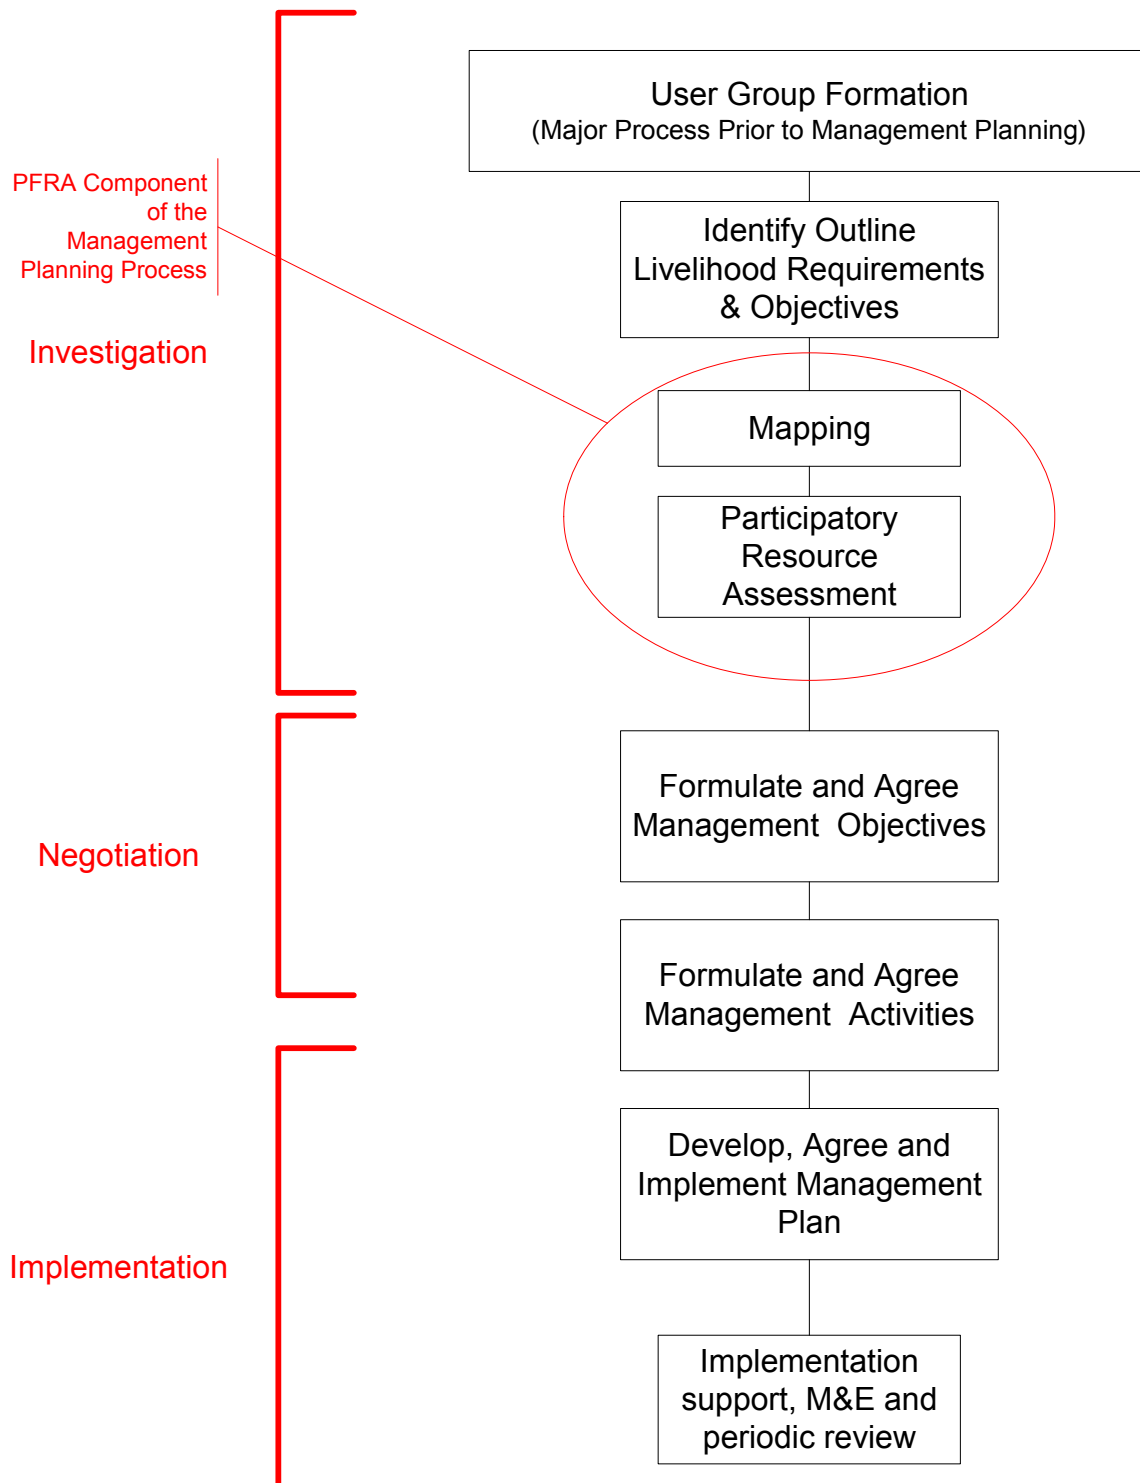 User Group Formation
(Major Process Prior to Management Planning)
PFRA Component
of the
Management
Planning Process
Identify Outline
Livelihood Requirements
& Objectives
Investigation
Mapping
Participatory
Resource
Assessment
Formulate and Agree
Management Objectives
Negotiation
Formulate and Agree
Management Activities
Develop, Agree and
Implement Management
Plan
Implementation
Implementation
support, M&E and
periodic review